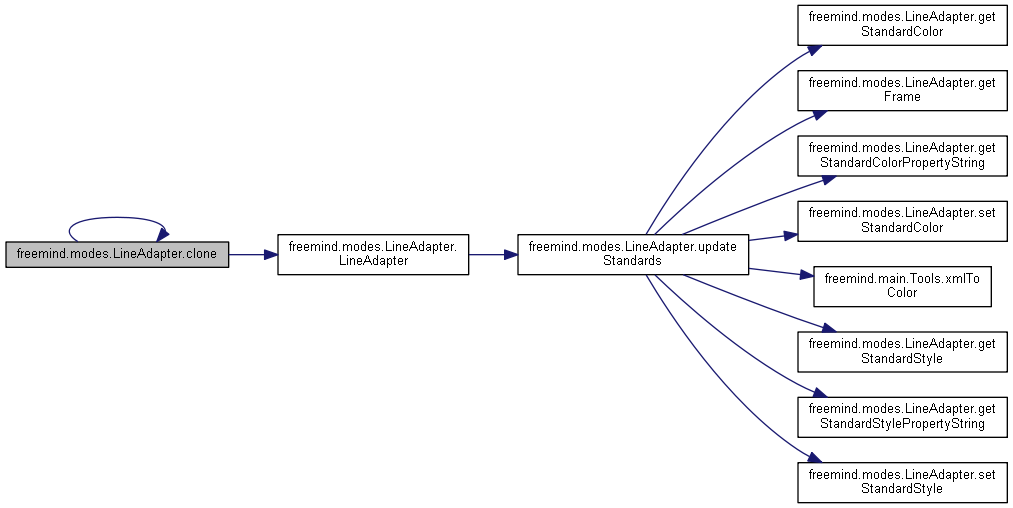 freemind.modes.LineAdapter.clone
freemind.modes.LineAdapter.
LineAdapter
freemind.modes.LineAdapter.update
Standards
freemind.modes.LineAdapter.get
StandardColor
freemind.modes.LineAdapter.get
Frame
freemind.modes.LineAdapter.get
StandardColorPropertyString
freemind.modes.LineAdapter.set
StandardColor
freemind.main.Tools.xmlTo
Color
freemind.modes.LineAdapter.get
StandardStyle
freemind.modes.LineAdapter.get
StandardStylePropertyString
freemind.modes.LineAdapter.set
StandardStyle